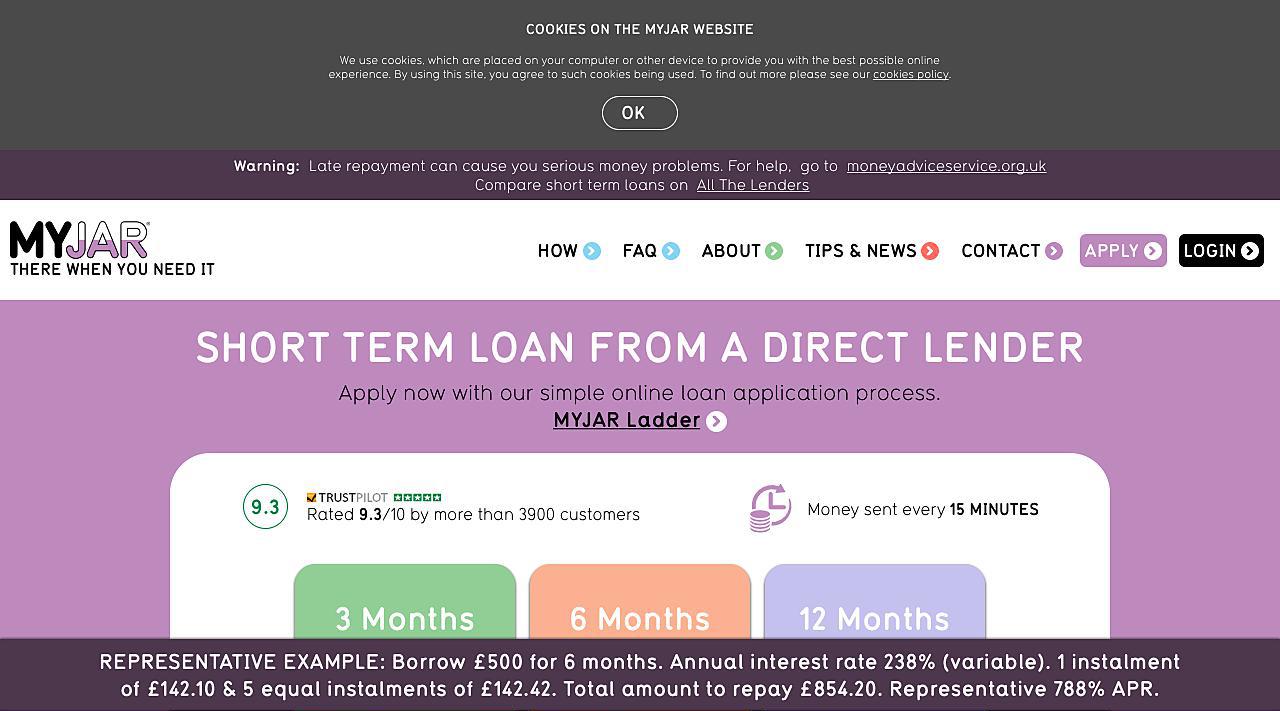 COOKIES ON THE MYJAR WEBSITE
We use cookies, which are placed on your computer or other device to provide you with the best possible online
experience. By using this site, you agree to such cookies being used. To find out more please see our cookies policy.
OK
Warning: Late repayment can cause you serious money problems. For help, go to moneyadviceservice.org.uk
Compare short term loans on All The Lenders
MYJAR
THERE WHEN YOU NEED IT
HOW FAQ ABOUT TIPS & NEWS CONTACT APPLY LOGIN
SHORT TERM LOAN FROM A DIRECT LENDER
Apply now with our simple online loan application process.
MYJAR Ladder
9.3
TRUSTPILOT
Rated 9.3/10 by more than 3900 customers
Money sent every 15 MINUTES
3 Months 6 Months 12 Months
REPRESENTATIVE EXAMPLE: Borrow £500 for 6 months. Annual interest rate 238% (variable). 1 instalment
of £142.10 & 5 equal instalments of £142.42. Total amount to repay £854.20. Representative 788% APR.